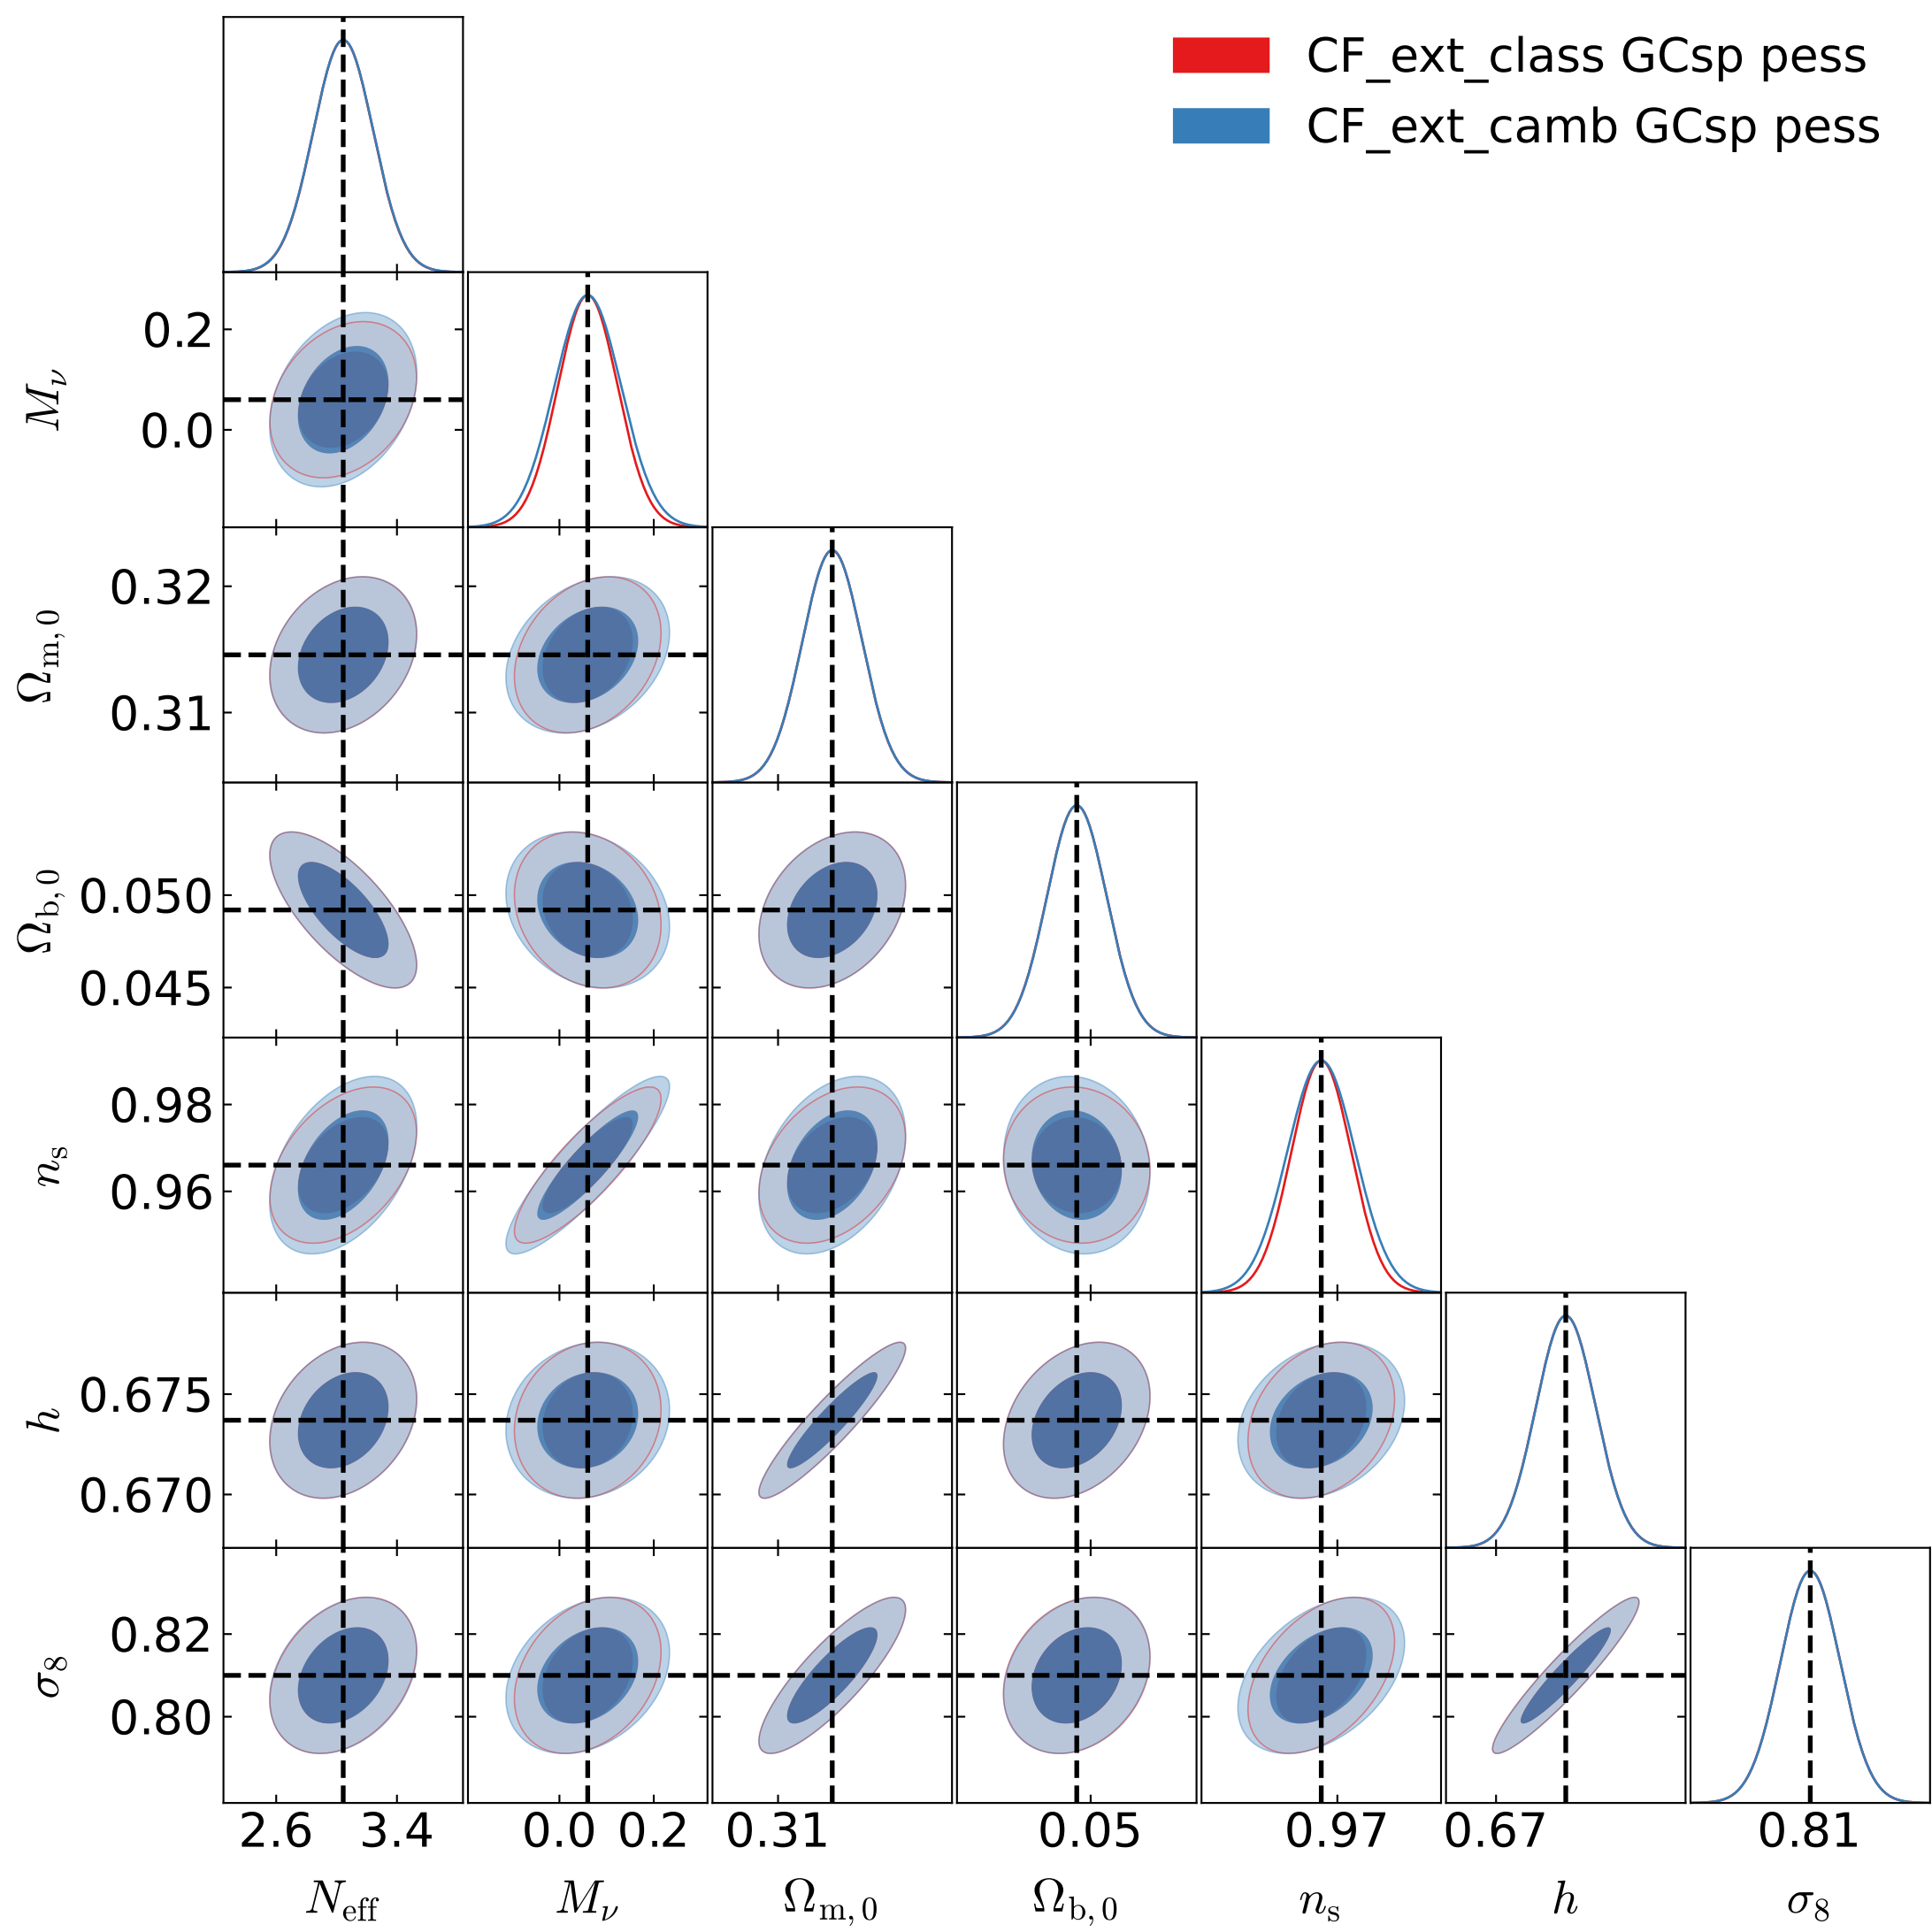 CF_ext_class GCsp pess
CF_ext_camb GCsp pess
0.2
0.0
M_ν
0.32
0.31
Ω_m,0
0.050
0.045
Ω_b,0
0.98
0.96
n_s
0.675
0.670
h
0.82
0.80
σ_8
2.6 3.4 0.0 0.2 0.31 0.05 0.97 0.67 0.81
N_eff M_ν Ω_m,0 Ω_b,0 n_s h σ_8